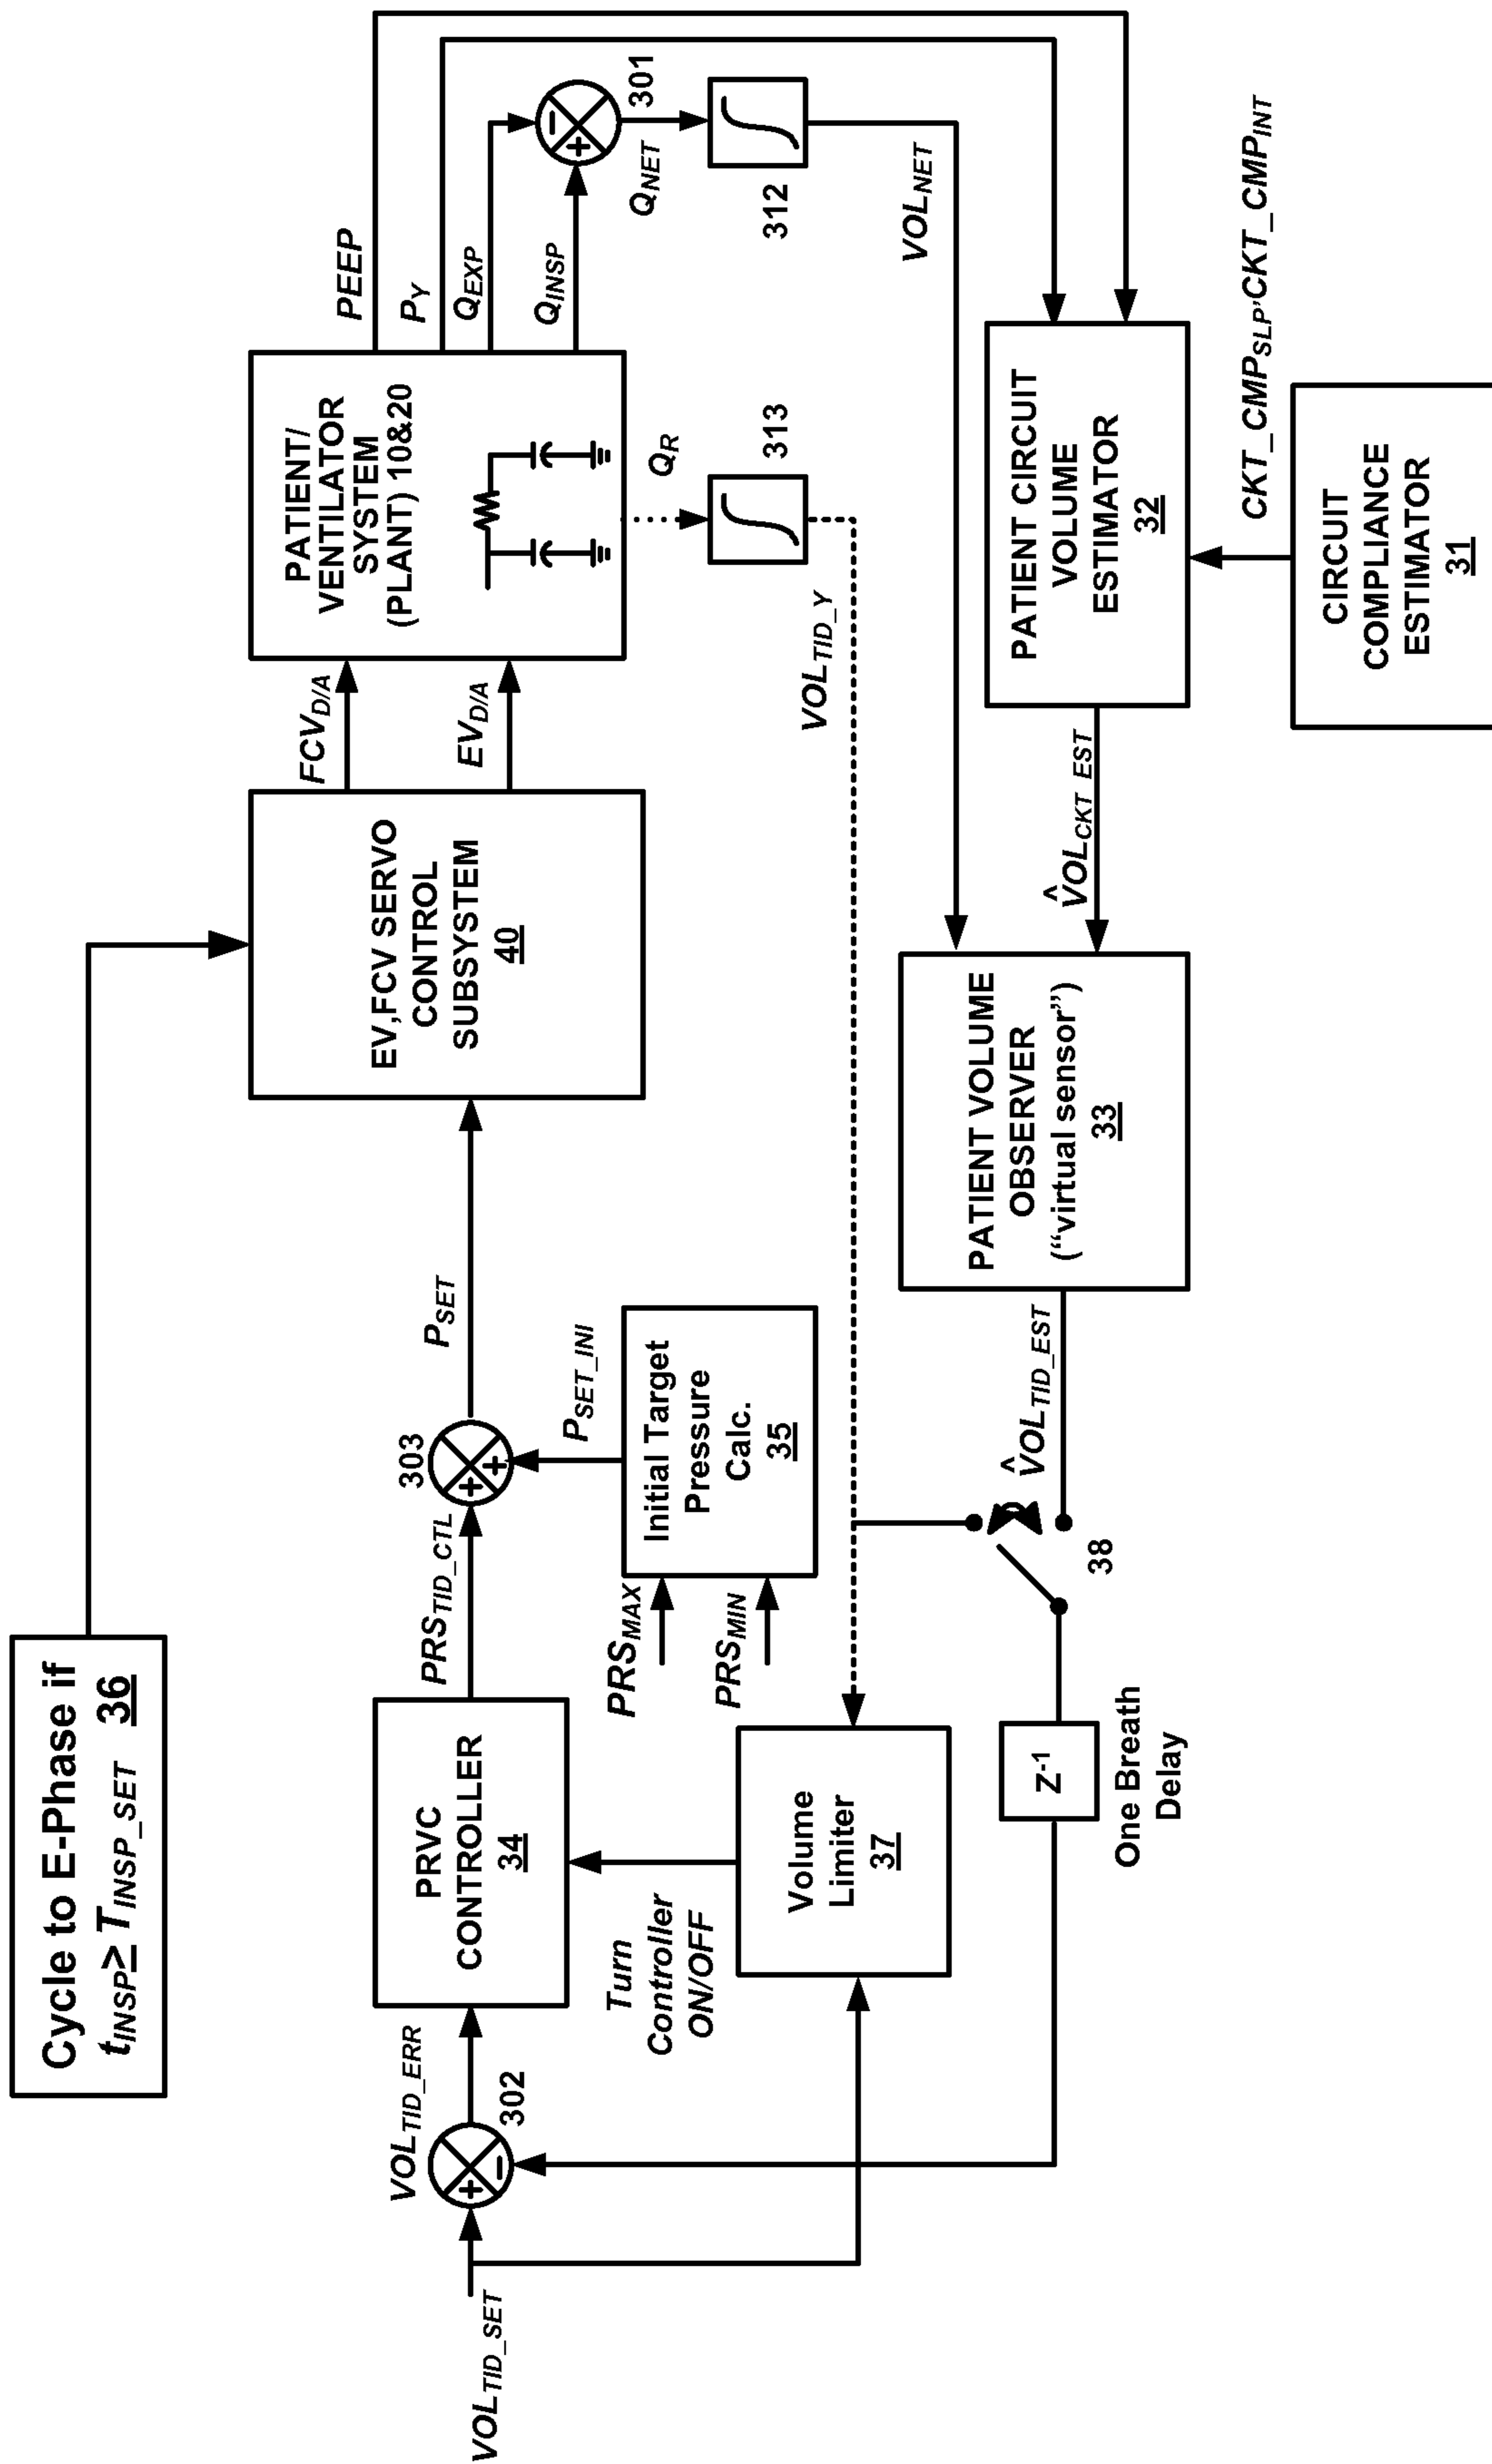 Cycle to E-Phase if
t_INSP ≥ T_INSP_SET 36
VOL_TID_SET
VOL_TID_ERR
302
PRVC
CONTROLLER
34
PRS_TID_CTL
303
P_SET
EV,FCV SERVO
CONTROL
SUBSYSTEM
40
FCV_D/A
EV_D/A
PATIENT/
VENTILATOR
SYSTEM
(PLANT) 10&20
PEEP
P_Y
Q_EXP
Q_INSP
301
Q_NET
312
VOL_NET
Q_R
313
VOL_TID_Y
Turn
Controller
ON/OFF
Volume
Limiter
37
PRS_MAX
PRS_MIN
Initial Target
Pressure
Calc.
35
P_SET_INI
Z⁻¹
One Breath
Delay
38
V̂OL_TID_EST
PATIENT VOLUME
OBSERVER
(“virtual sensor”)
33
V̂OL_CKT_EST
PATIENT CIRCUIT
VOLUME
ESTIMATOR
32
CKT_CMP_SLP,CKT_CMP_INT
CIRCUIT
COMPLIANCE
ESTIMATOR
31
+
−
+
+
−
+